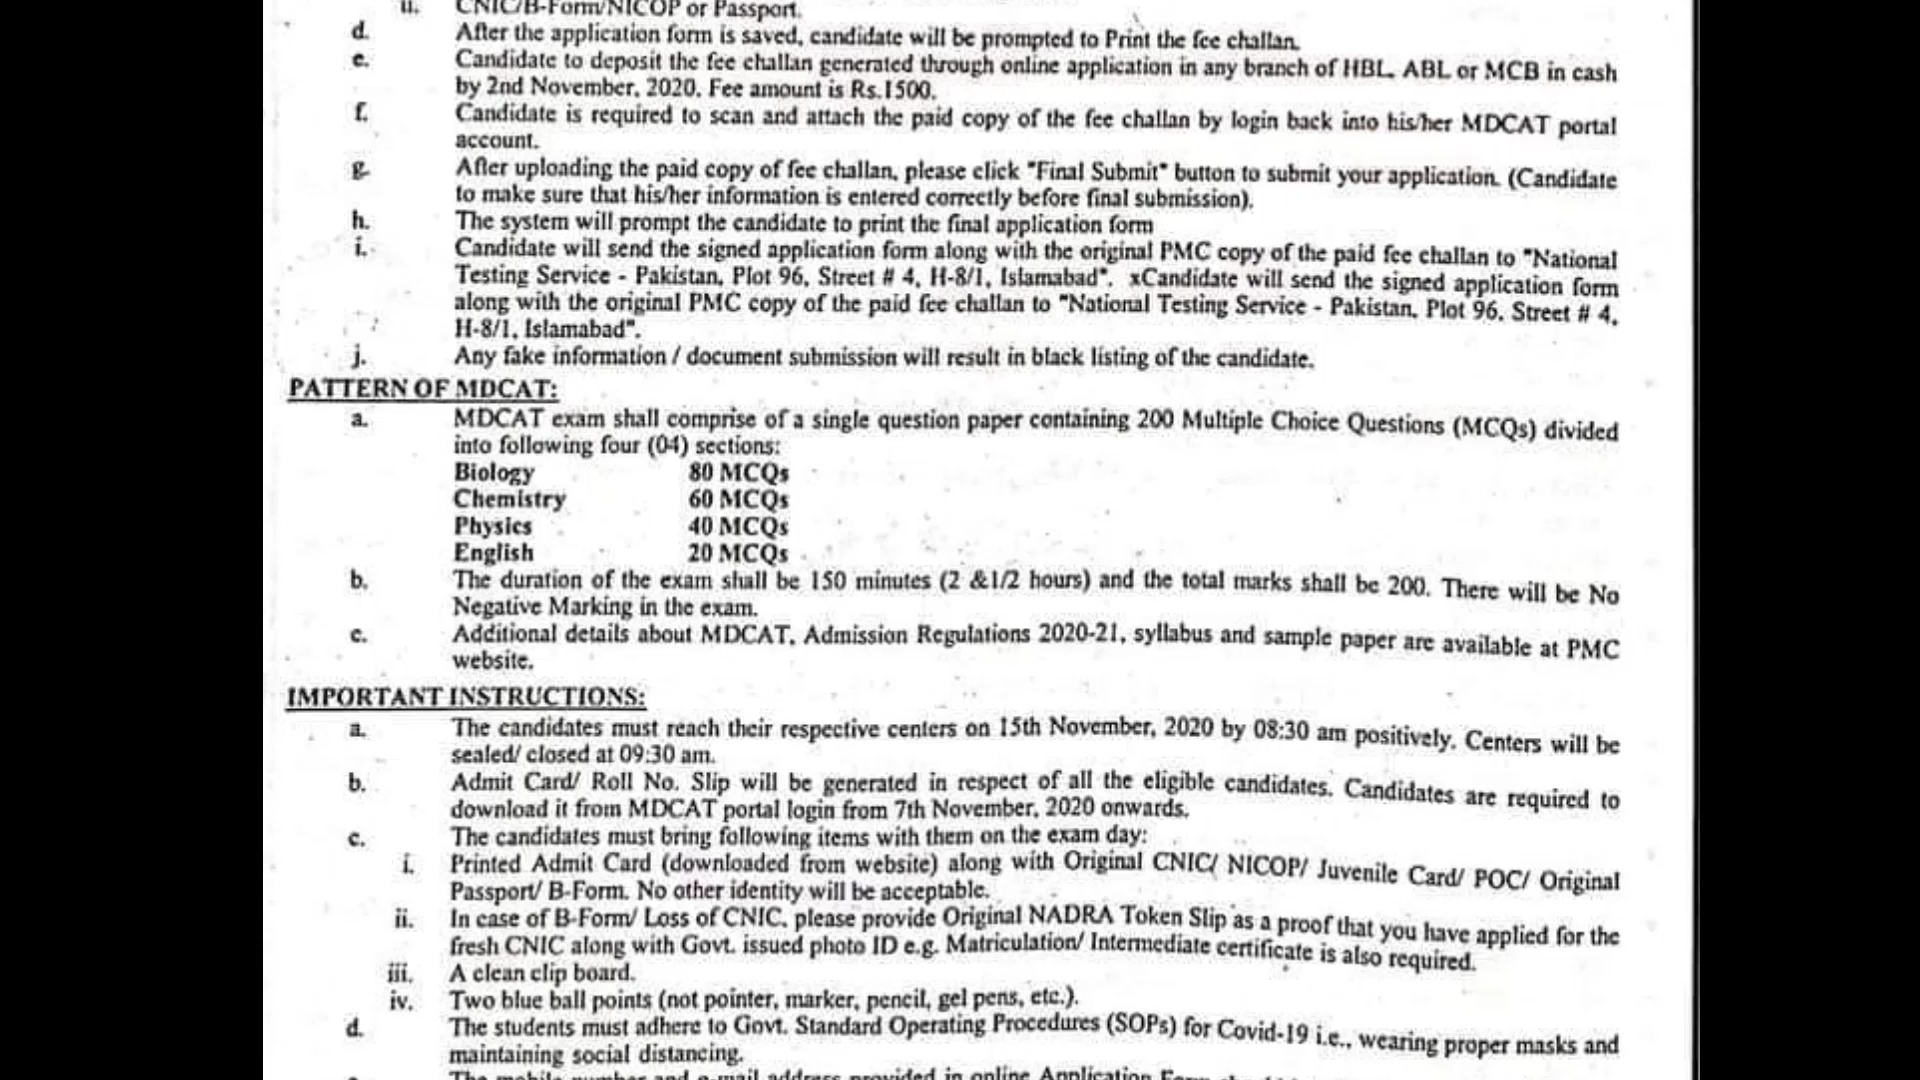 ii. CNIC/B-Form/NICOP or Passport.
d. After the application form is saved, candidate will be prompted to Print the fee challan.
e. Candidate to deposit the fee challan generated through online application in any branch of HBL, ABL or MCB in cash
by 2nd November, 2020. Fee amount is Rs.1500.
f. Candidate is required to scan and attach the paid copy of the fee challan by login back into his/her MDCAT portal
account.
g. After uploading the paid copy of fee challan, please click "Final Submit" button to submit your application. (Candidate
to make sure that his/her information is entered correctly before final submission).
h. The system will prompt the candidate to print the final application form
i. Candidate will send the signed application form along with the original PMC copy of the paid fee challan to "National
Testing Service - Pakistan, Plot 96, Street # 4, H-8/1, Islamabad". xCandidate will send the signed application form
along with the original PMC copy of the paid fee challan to "National Testing Service - Pakistan, Plot 96, Street # 4,
H-8/1, Islamabad".
j. Any fake information / document submission will result in black listing of the candidate.
PATTERN OF MDCAT:
a. MDCAT exam shall comprise of a single question paper containing 200 Multiple Choice Questions (MCQs) divided
into following four (04) sections:
Biology 80 MCQs
Chemistry 60 MCQs
Physics 40 MCQs
English 20 MCQs
b. The duration of the exam shall be 150 minutes (2 &1/2 hours) and the total marks shall be 200. There will be No
Negative Marking in the exam.
c. Additional details about MDCAT, Admission Regulations 2020-21, syllabus and sample paper are available at PMC
website.
IMPORTANT INSTRUCTIONS:
a. The candidates must reach their respective centers on 15th November, 2020 by 08:30 am positively. Centers will be
sealed/ closed at 09:30 am.
b. Admit Card/ Roll No. Slip will be generated in respect of all the eligible candidates. Candidates are required to
download it from MDCAT portal login from 7th November, 2020 onwards.
c. The candidates must bring following items with them on the exam day:
i. Printed Admit Card (downloaded from website) along with Original CNIC/ NICOP/ Juvenile Card/ POC/ Original
Passport/ B-Form. No other identity will be acceptable.
ii. In case of B-Form/ Loss of CNIC, please provide Original NADRA Token Slip as a proof that you have applied for the
fresh CNIC along with Govt. issued photo ID e.g. Matriculation/ Intermediate certificate is also required.
iii. A clean clip board.
iv. Two blue ball points (not pointer, marker, pencil, gel pens, etc.).
d. The students must adhere to Govt. Standard Operating Procedures (SOPs) for Covid-19 i.e., wearing proper masks and
maintaining social distancing.
The mobile number and e-mail address provided in online Application Form